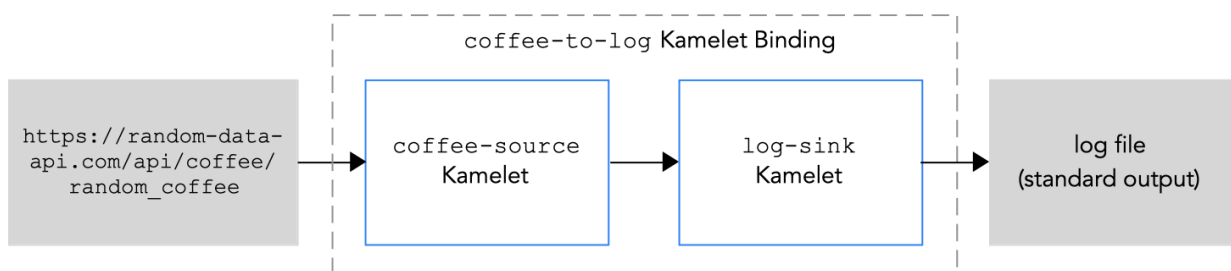 coffee-to-log Kamelet Binding
https://random-data-
api.com/api/coffee/
random_coffee
coffee-source
Kamelet
log-sink
Kamelet
log file
(standard output)